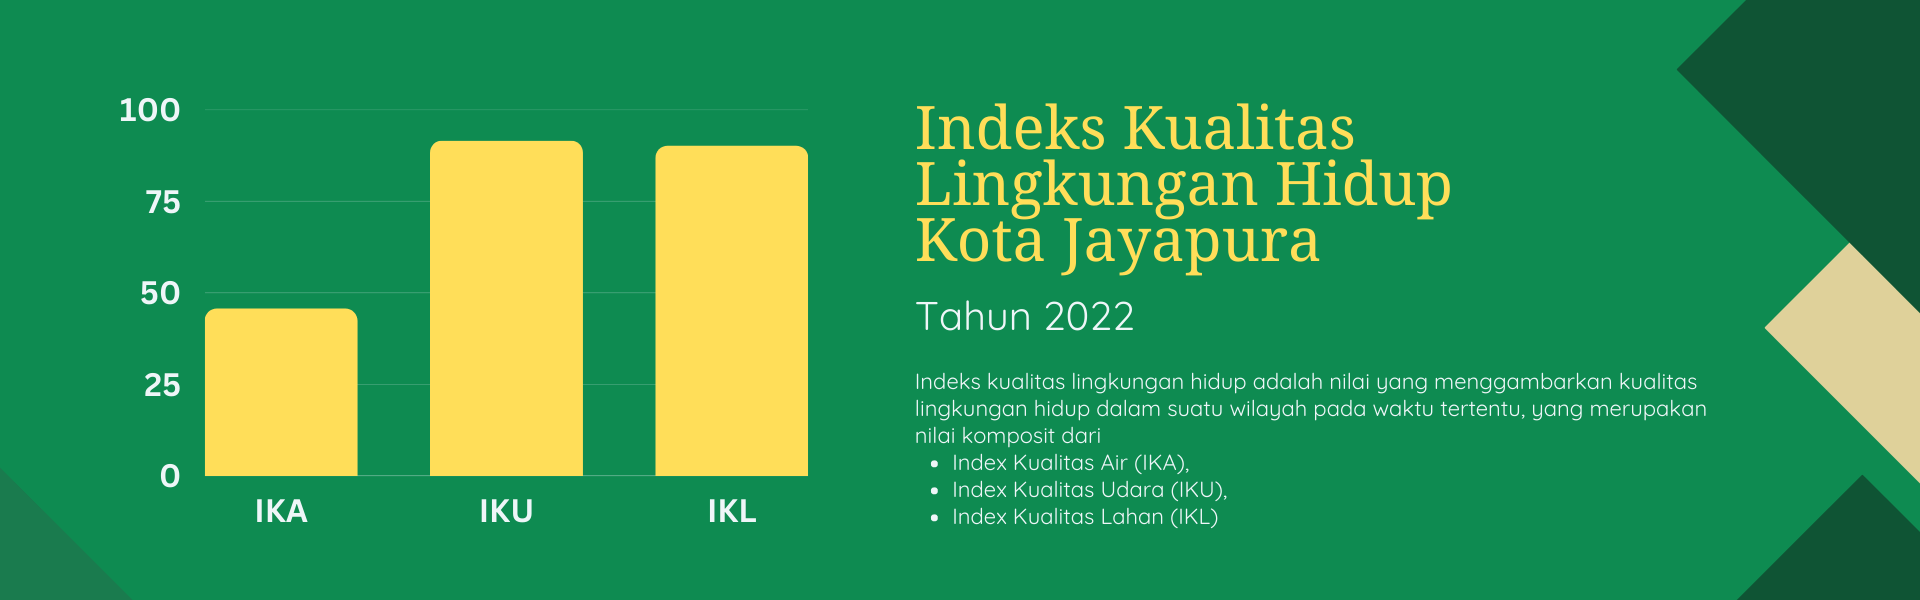 100
75
50
25
0
IKA
IKU
IKL
Indeks Kualitas
Lingkungan Hidup
Kota Jayapura
Tahun 2022
Indeks kualitas lingkungan hidup adalah nilai yang menggambarkan kualitas
lingkungan hidup dalam suatu wilayah pada waktu tertentu, yang merupakan
nilai komposit dari
• Index Kualitas Air (IKA),
• Index Kualitas Udara (IKU),
• Index Kualitas Lahan (IKL)